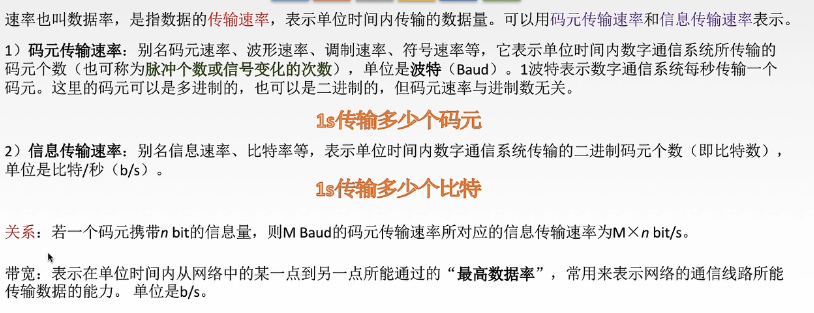 速率也叫数据率，是指数据的传输速率，表示单位时间内传输的数据量。可以用码元传输速率和信息传输速率表示。
1）码元传输速率：别名码元速率、波形速率、调制速率、符号速率等，它表示单位时间内数字通信系统所传输的
码元个数（也可称为脉冲个数或信号变化的次数），单位是波特（Baud）。1波特表示数字通信系统每秒传输一个
码元。这里的码元可以是多进制的，也可以是二进制的，但码元速率与进制数无关。
1s传输多少个码元
2）信息传输速率：别名信息速率、比特率等，表示单位时间内数字通信系统传输的二进制码元个数（即比特数），
单位是比特/秒（b/s）。
1s传输多少个比特
关系：若一个码元携带n bit的信息量，则M Baud的码元传输速率所对应的信息传输速率为M×n bit/s。
带宽：表示在单位时间内从网络中的某一点到另一点所能通过的“最高数据率”，常用来表示网络的通信线路所能
传输数据的能力。 单位是b/s。